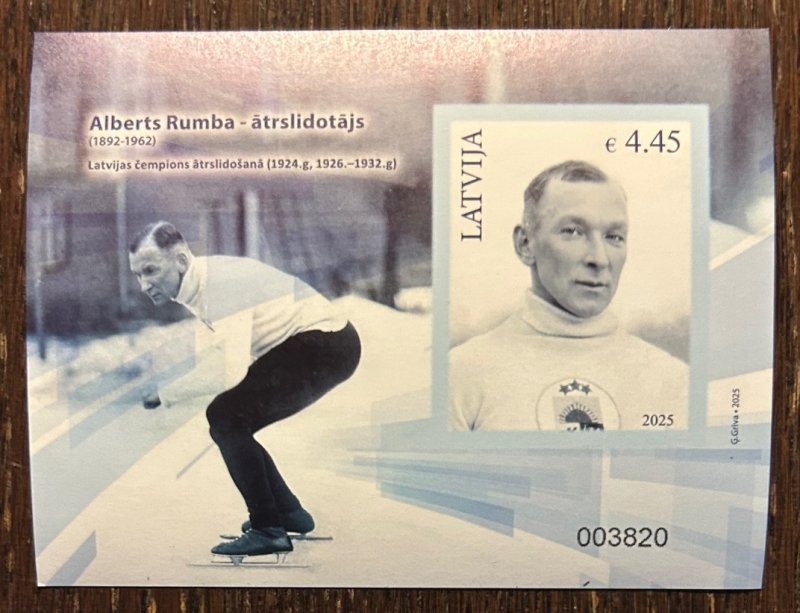 Alberts Rumba - ātrslidotājs
(1892-1962)
Latvijas čempions ātrslidošanā (1924.g, 1926.–1932.g)
LATVIJA
€ 4.45
2025
Ģ.Grīva • 2025
003820